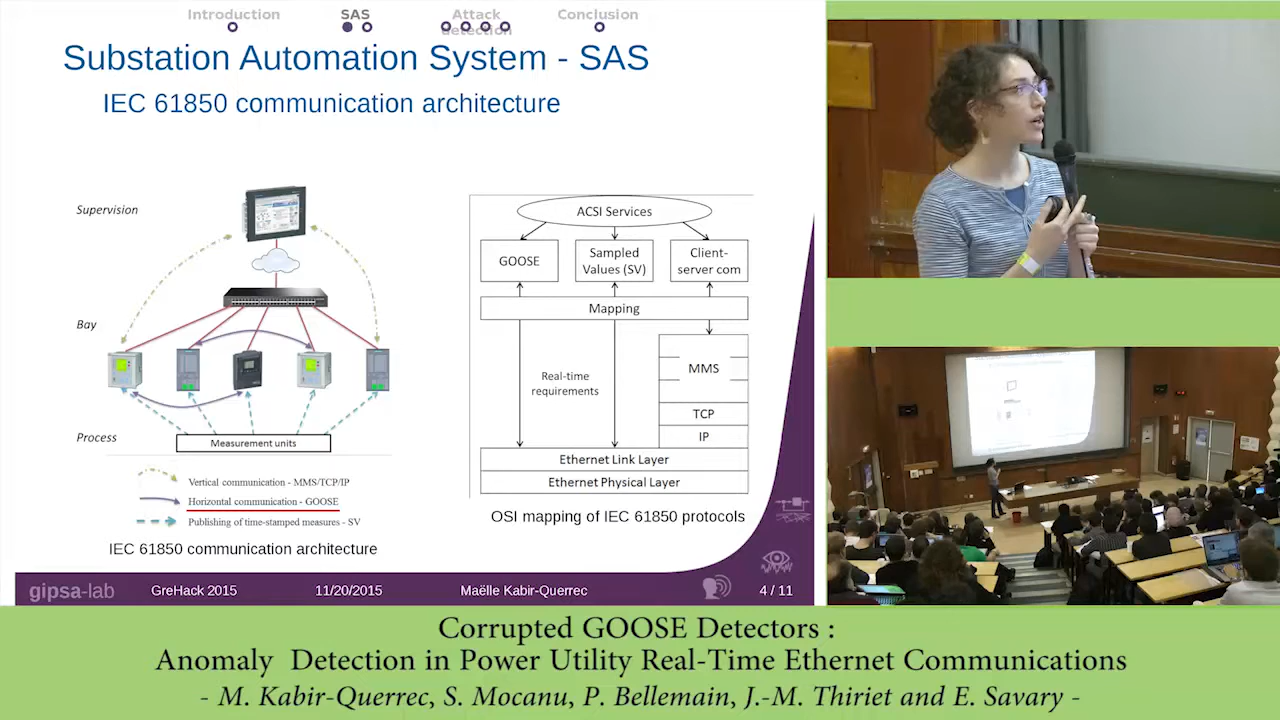 Introduction
SAS
Attack
detection
Conclusion
Substation Automation System - SAS
IEC 61850 communication architecture
Supervision
Bay
Process
Measurement units
Vertical communication - MMS/TCP/IP
Horizontal communication - GOOSE
Publishing of time-stamped measures - SV
IEC 61850 communication architecture
ACSI Services
GOOSE
Sampled
Values (SV)
Client-
server com
Mapping
Real-time
requirements
MMS
TCP
IP
Ethernet Link Layer
Ethernet Physical Layer
OSI mapping of IEC 61850 protocols
gipsa-lab
GreHack 2015
11/20/2015
Maëlle Kabir-Querrec
4 / 11
Corrupted GOOSE Detectors :
Anomaly Detection in Power Utility Real-Time Ethernet Communications
- M. Kabir-Querrec, S. Mocanu, P. Bellemain, J.-M. Thiriet and E. Savary -